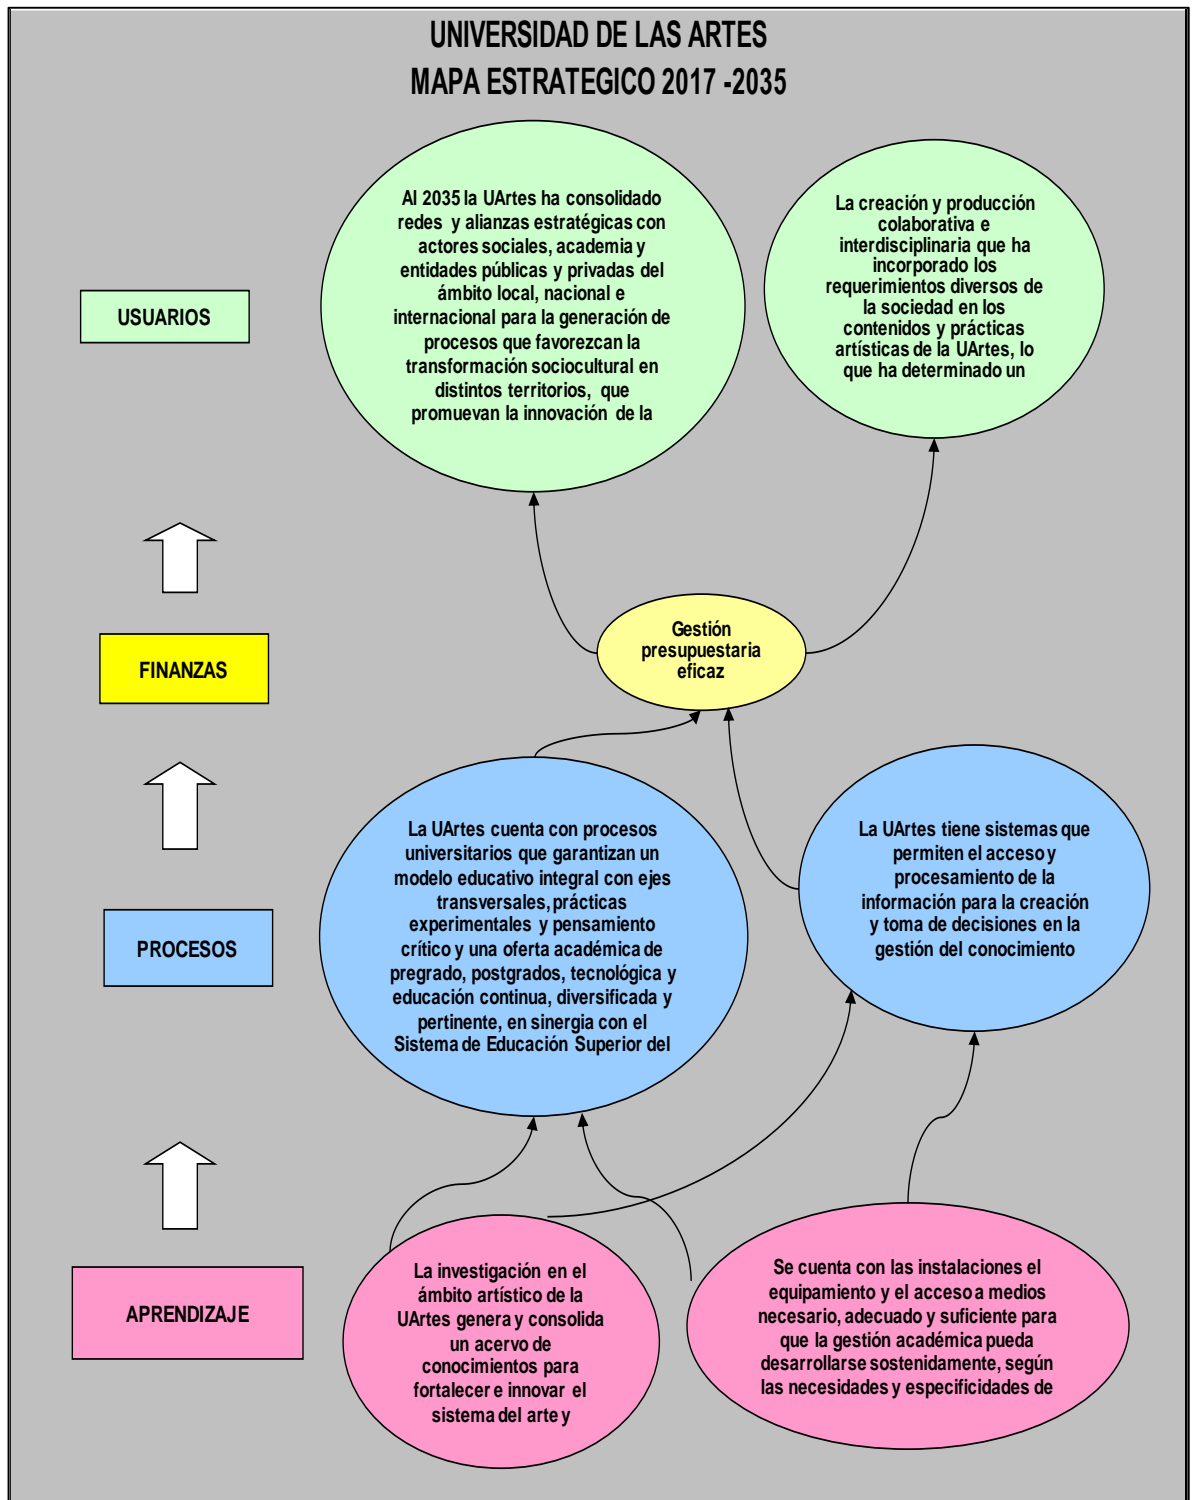 UNIVERSIDAD DE LAS ARTES
MAPA ESTRATEGICO 2017 -2035
USUARIOS
Al 2035 la UArtes ha consolidado
redes y alianzas estratégicas con
actores sociales, academia y
entidades públicas y privadas del
ámbito local, nacional e
internacional para la generación de
procesos que favorezcan la
transformación sociocultural en
distintos territorios, que
promuevan la innovación de la
La creación y producción
colaborativa e
interdisciplinaria que ha
incorporado los
requerimientos diversos de
la sociedad en los
contenidos y prácticas
artísticas de la UArtes, lo
que ha determinado un
FINANZAS
Gestión
presupuestaria
eficaz
PROCESOS
La UArtes cuenta con procesos
universitarios que garantizan un
modelo educativo integral con ejes
transversales, prácticas
experimentales y pensamiento
crítico y una oferta académica de
pregrado, postgrados, tecnológica y
educación continua, diversificada y
pertinente, en sinergia con el
Sistema de Educación Superior del
La UArtes tiene sistemas que
permiten el acceso y
procesamiento de la
información para la creación
y toma de decisiones en la
gestión del conocimiento
APRENDIZAJE
La investigación en el
ámbito artístico de la
UArtes genera y consolida
un acervo de
conocimientos para
fortalecer e innovar el
sistema del arte y
Se cuenta con las instalaciones el
equipamiento y el acceso a medios
necesario, adecuado y suficiente para
que la gestión académica pueda
desarrollarse sostenidamente, según
las necesidades y especificidades de